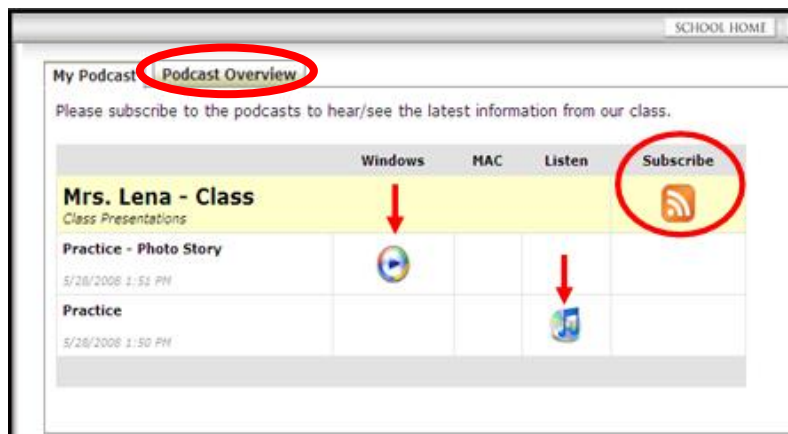 SCHOOL HOME
My Podcast Podcast Overview
Please subscribe to the podcasts to hear/see the latest information from our class.
Windows MAC Listen Subscribe
Mrs. Lena - Class
Class Presentations
Practice - Photo Story
5/28/2008 1:51 PM
Practice
5/28/2008 1:50 PM